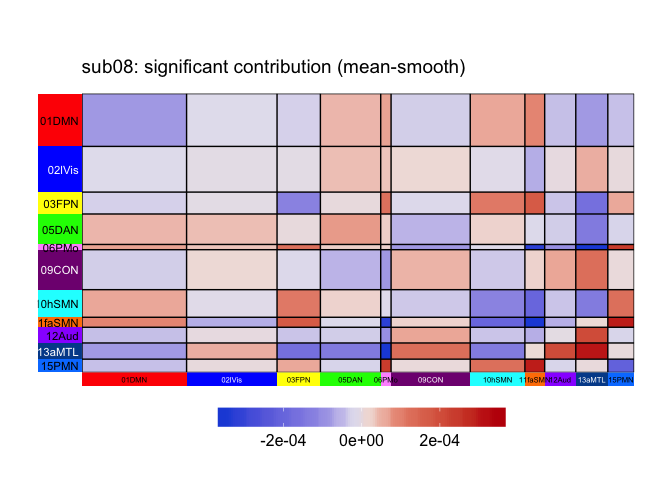 sub08: significant contribution (mean-smooth)
01DMN
02lVis
03FPN
05DAN
06PMo
09CON
10hSMN
1faSMN
12Aud
13aMTL
15PMN
01DMN 02lVis 03FPN 05DAN 06PMo 09CON 10hSMN 11faSMN 12Aud 13aMTL 15PMN
-2e-04 0e+00 2e-04